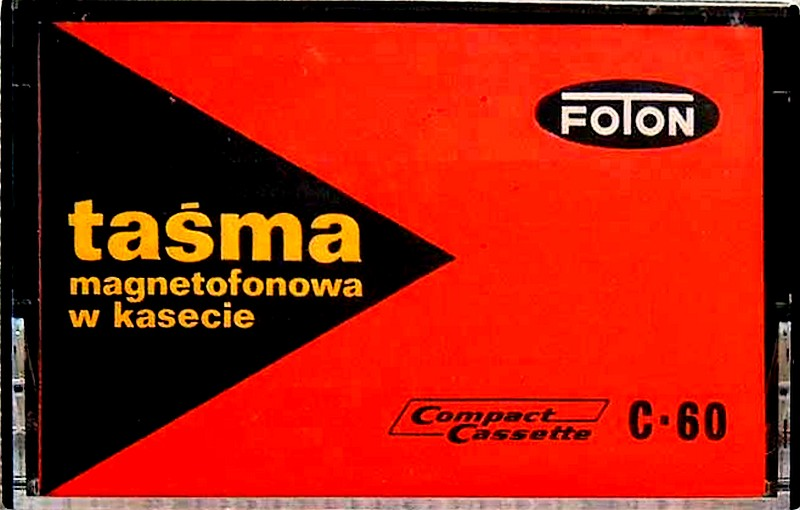 FOTON
taśma
magnetofonowa
w kasecie
Compact
Cassette
C·60